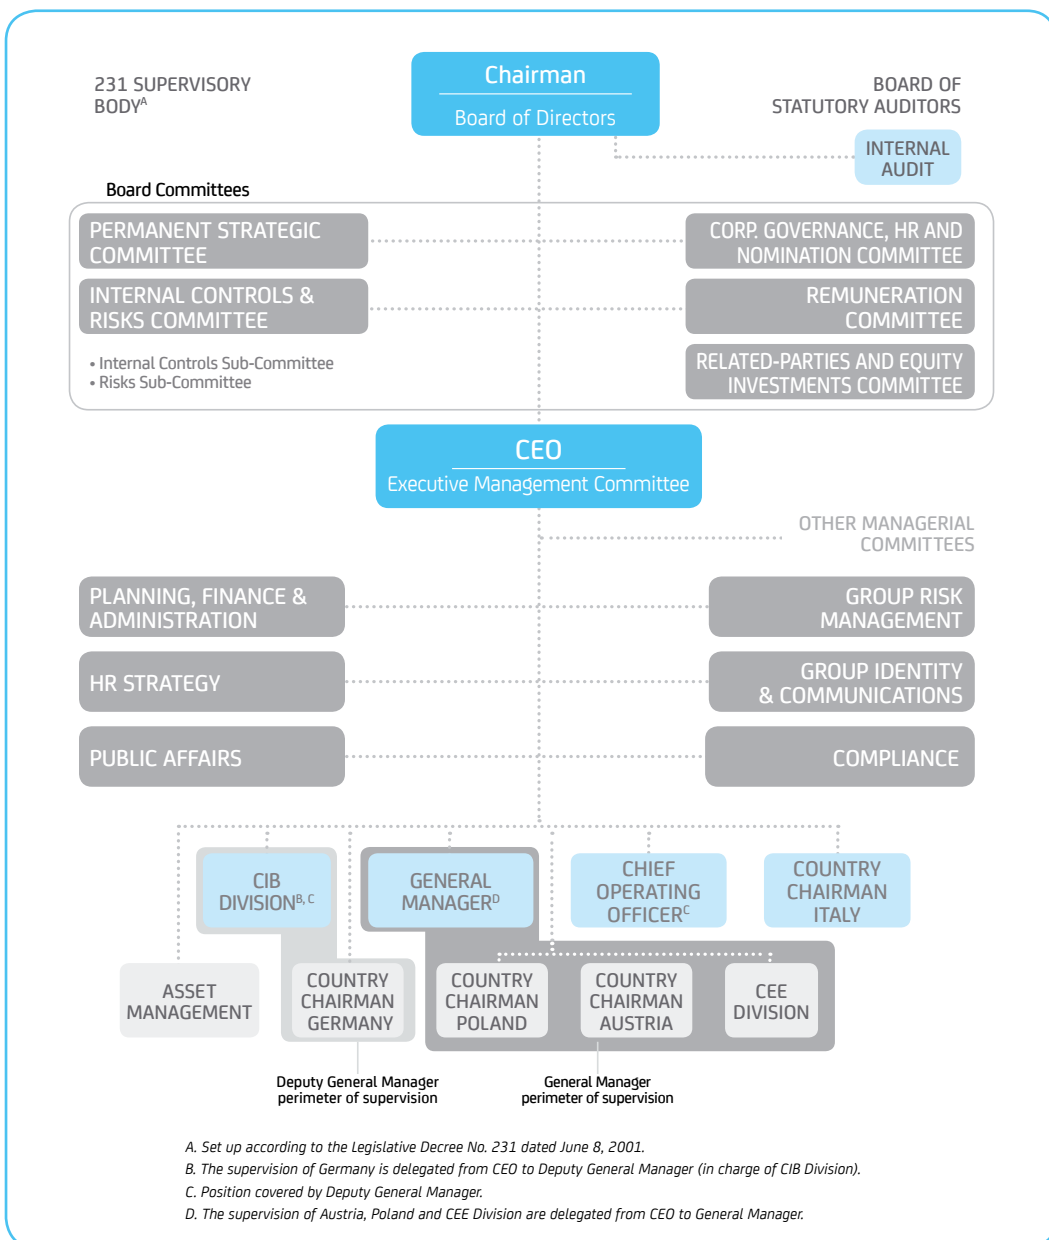 231 SUPERVISORY
BODYA
Chairman
Board of Directors
BOARD OF
STATUTORY AUDITORS
INTERNAL
AUDIT
Board Committees
PERMANENT STRATEGIC
COMMITTEE
CORP. GOVERNANCE, HR AND
NOMINATION COMMITTEE
INTERNAL CONTROLS &
RISKS COMMITTEE
REMUNERATION
COMMITTEE
• Internal Controls Sub-Committee
• Risks Sub-Committee
RELATED-PARTIES AND EQUITY
INVESTMENTS COMMITTEE
CEO
Executive Management Committee
OTHER MANAGERIAL
COMMITTEES
PLANNING, FINANCE &
ADMINISTRATION
GROUP RISK
MANAGEMENT
HR STRATEGY
GROUP IDENTITY
& COMMUNICATIONS
PUBLIC AFFAIRS
COMPLIANCE
CIB
DIVISIONB, C
GENERAL
MANAGERD
CHIEF
OPERATING
OFFICERC
COUNTRY
CHAIRMAN
ITALY
ASSET
MANAGEMENT
COUNTRY
CHAIRMAN
GERMANY
COUNTRY
CHAIRMAN
POLAND
COUNTRY
CHAIRMAN
AUSTRIA
CEE
DIVISION
Deputy General Manager
perimeter of supervision
General Manager
perimeter of supervision
A. Set up according to the Legislative Decree No. 231 dated June 8, 2001.
B. The supervision of Germany is delegated from CEO to Deputy General Manager (in charge of CIB Division).
C. Position covered by Deputy General Manager.
D. The supervision of Austria, Poland and CEE Division are delegated from CEO to General Manager.